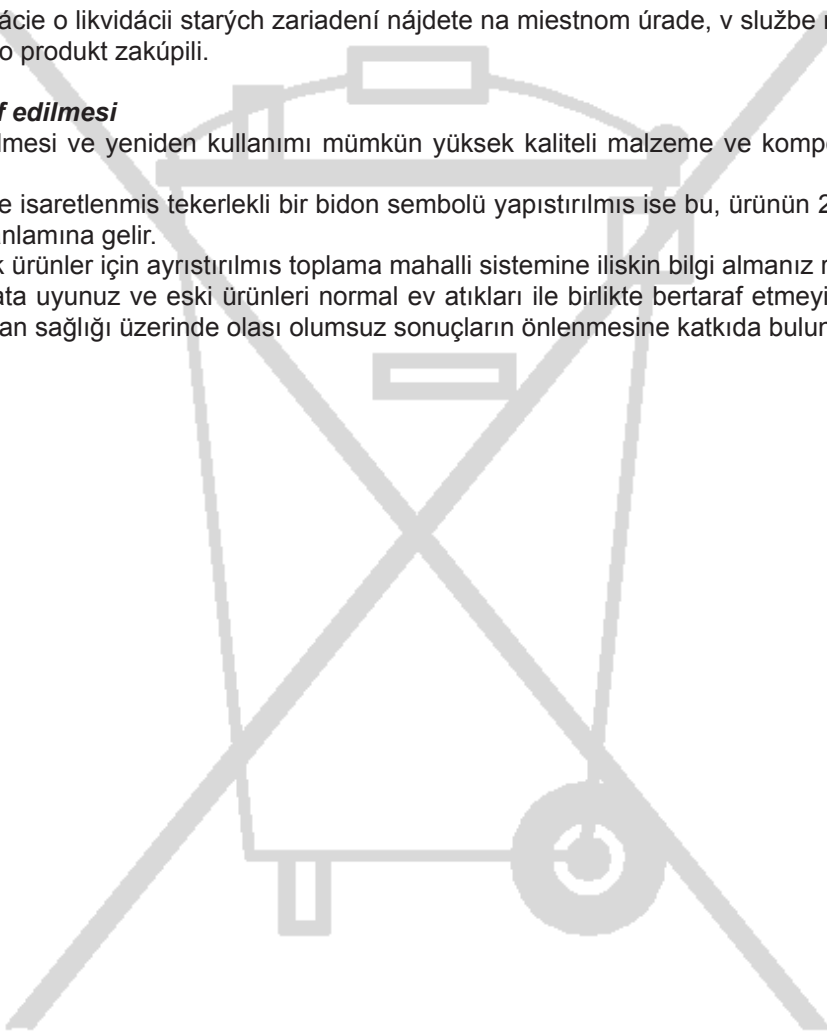 ácie o likvidácii starých zariadení nájdete na miestnom úrade, v službe
o produkt zakúpili.
f edilmesi
lmesi ve yeniden kullanımı mümkün yüksek kaliteli malzeme ve komp
e isaretlenmis tekerlekli bir bidon sembolü yapıstırılmıs ise bu, ürünün 2
nlamına gelir.
k ürünler için ayrıstırılmıs toplama mahalli sistemine iliskin bilgi almanız
ata uyunuz ve eski ürünleri normal ev atıkları ile birlikte bertaraf etmeyi
an sağlığı üzerinde olası olumsuz sonuçların önlenmesine katkıda bulun